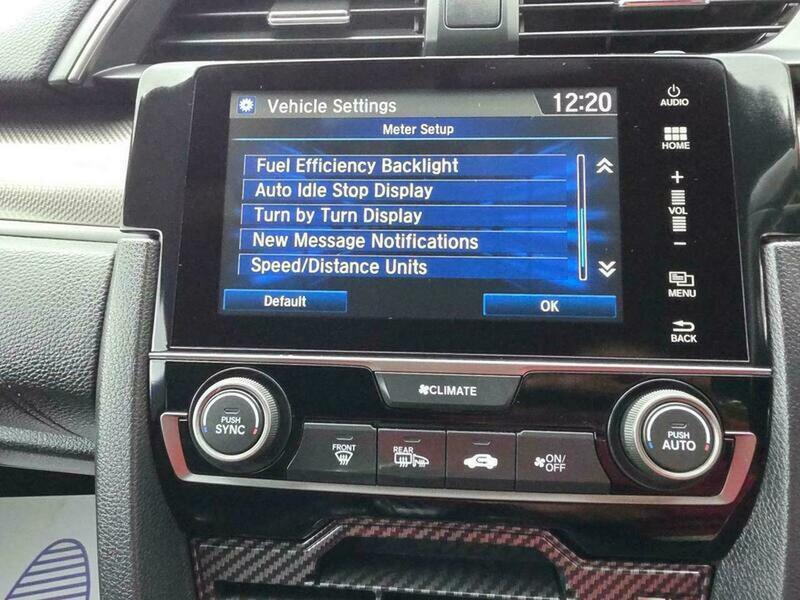 Vehicle Settings 12:20
Meter Setup
Fuel Efficiency Backlight
Auto Idle Stop Display
Turn by Turn Display
New Message Notifications
Speed/Distance Units
Default OK
AUDIO
HOME
+
VOL
−
MENU
BACK
CLIMATE
PUSH
SYNC
FRONT
REAR
ON/
OFF
PUSH
AUTO